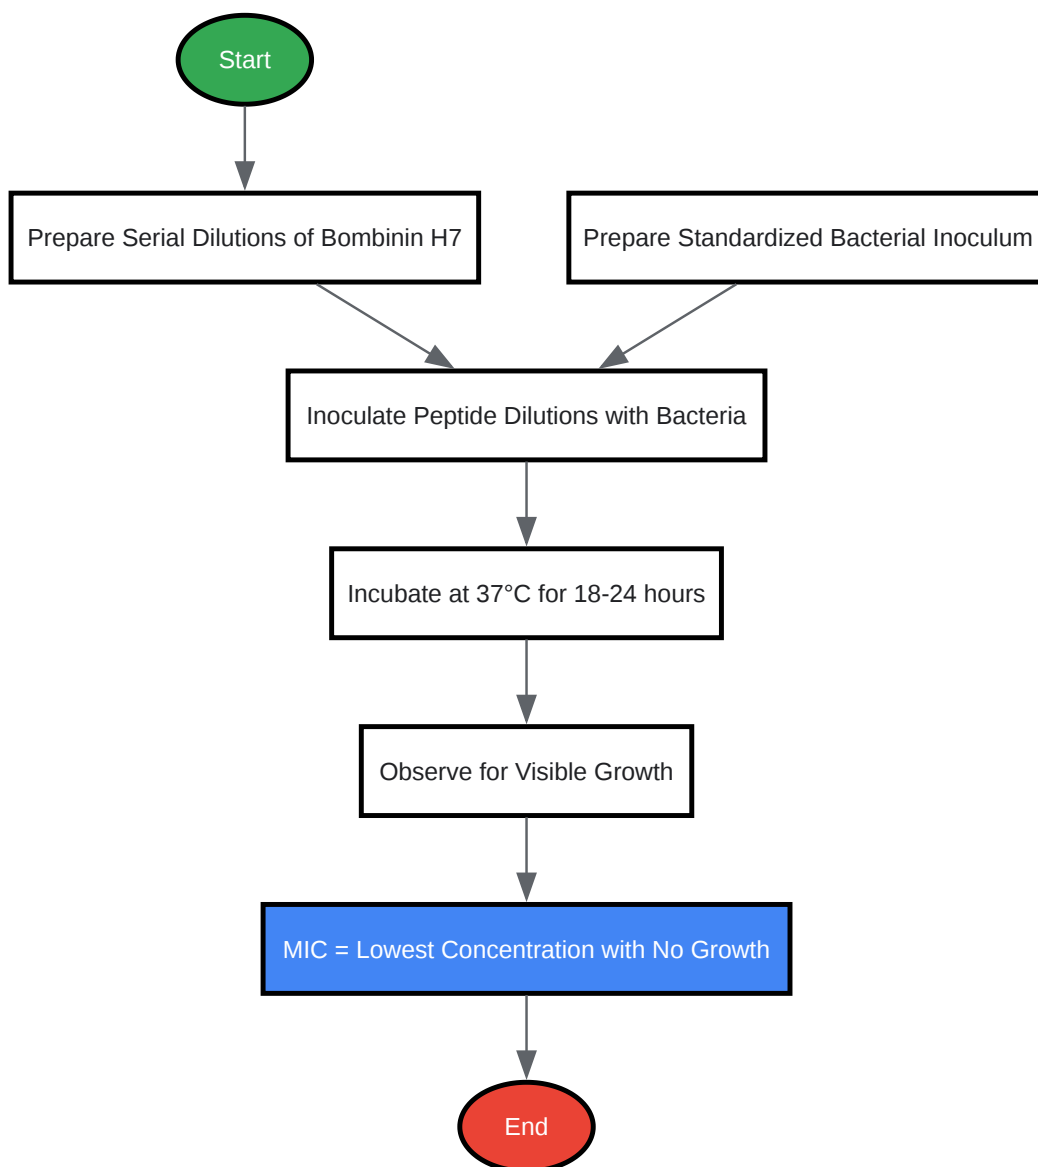 Start
Prepare Serial Dilutions of Bombinin H7
Prepare Standardized Bacterial Inoculum
Inoculate Peptide Dilutions with Bacteria
Incubate at 37°C for 18-24 hours
Observe for Visible Growth
MIC = Lowest Concentration with No Growth
End